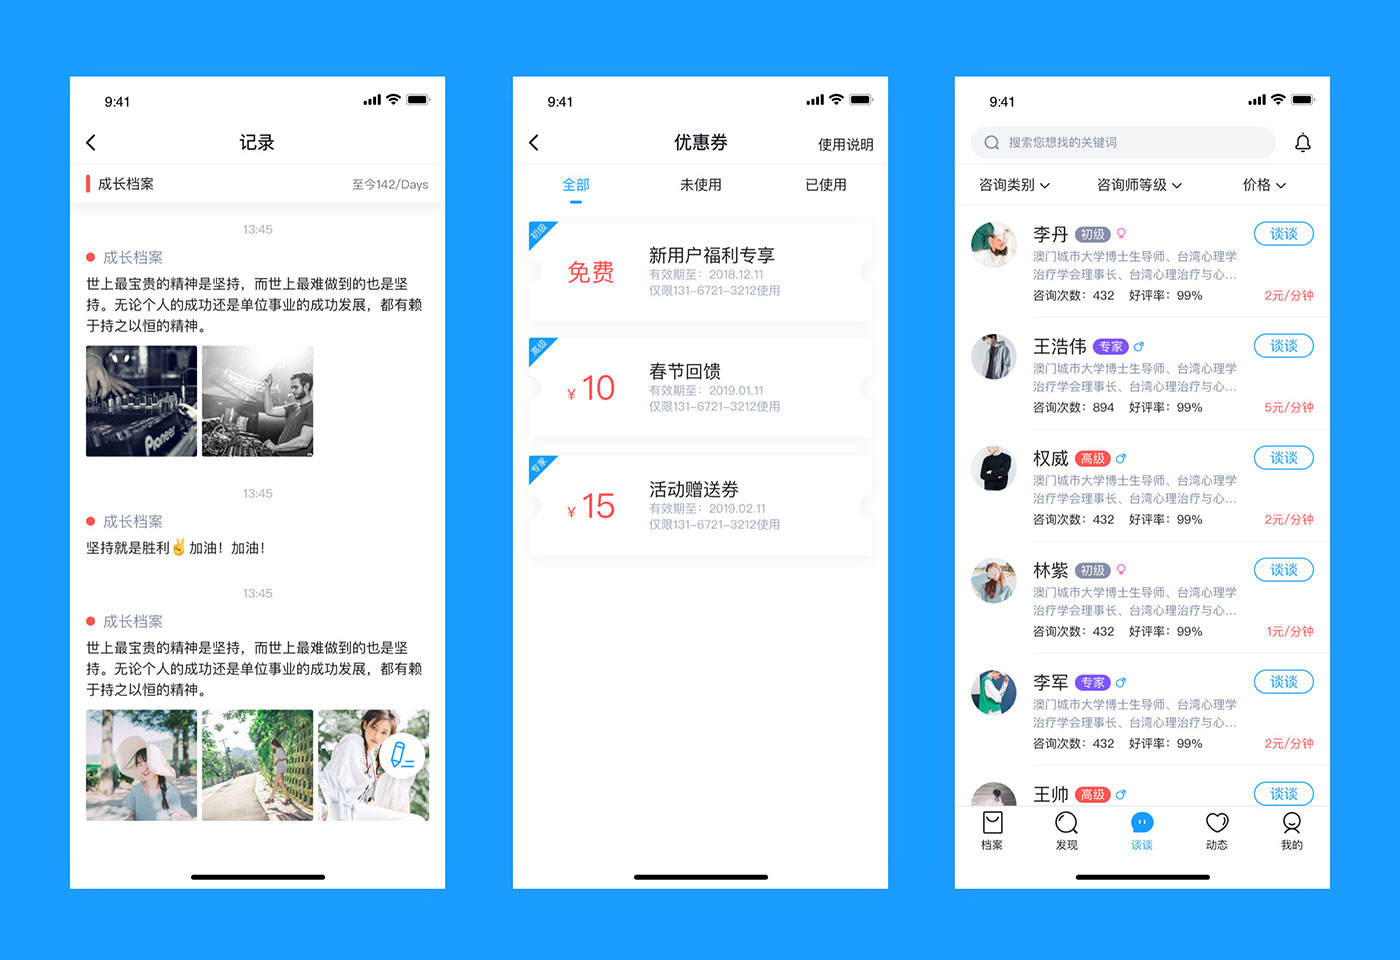 9:41
记录
成长档案
至今142/Days
13:45
成长档案
世上最宝贵的精神是坚持，而世上最难做到的也是坚
持。无论个人的成功还是单位事业的成功发展，都有赖
于持之以恒的精神。
Pioneer
13:45
成长档案
坚持就是胜利✌加油！加油！
13:45
成长档案
世上最宝贵的精神是坚持，而世上最难做到的也是坚
持。无论个人的成功还是单位事业的成功发展，都有赖
于持之以恒的精神。
9:41
优惠券
使用说明
全部
未使用
已使用
初级
免费
新用户福利专享
有效期至：2018.12.11
仅限131-6721-3212使用
高级
¥ 10
春节回馈
有效期至：2019.01.11
仅限131-6721-3212使用
专家
¥ 15
活动赠送券
有效期至：2019.02.11
仅限131-6721-3212使用
9:41
搜索您想找的关键词
咨询类别
咨询师等级
价格
李丹 初级 ♀
谈谈
澳门城市大学博士生导师、台湾心理学
治疗学会理事长、台湾心理治疗与心...
咨询次数：432 好评率：99%
2元/分钟
王浩伟 专家 ♂
谈谈
澳门城市大学博士生导师、台湾心理学
治疗学会理事长、台湾心理治疗与心...
咨询次数：894 好评率：99%
5元/分钟
权威 高级 ♂
谈谈
澳门城市大学博士生导师、台湾心理学
治疗学会理事长、台湾心理治疗与心...
咨询次数：432 好评率：99%
2元/分钟
林紫 初级 ♀
谈谈
澳门城市大学博士生导师、台湾心理学
治疗学会理事长、台湾心理治疗与心...
咨询次数：432 好评率：99%
1元/分钟
李军 专家 ♂
谈谈
澳门城市大学博士生导师、台湾心理学
治疗学会理事长、台湾心理治疗与心...
咨询次数：432 好评率：99%
2元/分钟
王帅 高级 ♂
谈谈
档案
发现
谈谈
动态
我的